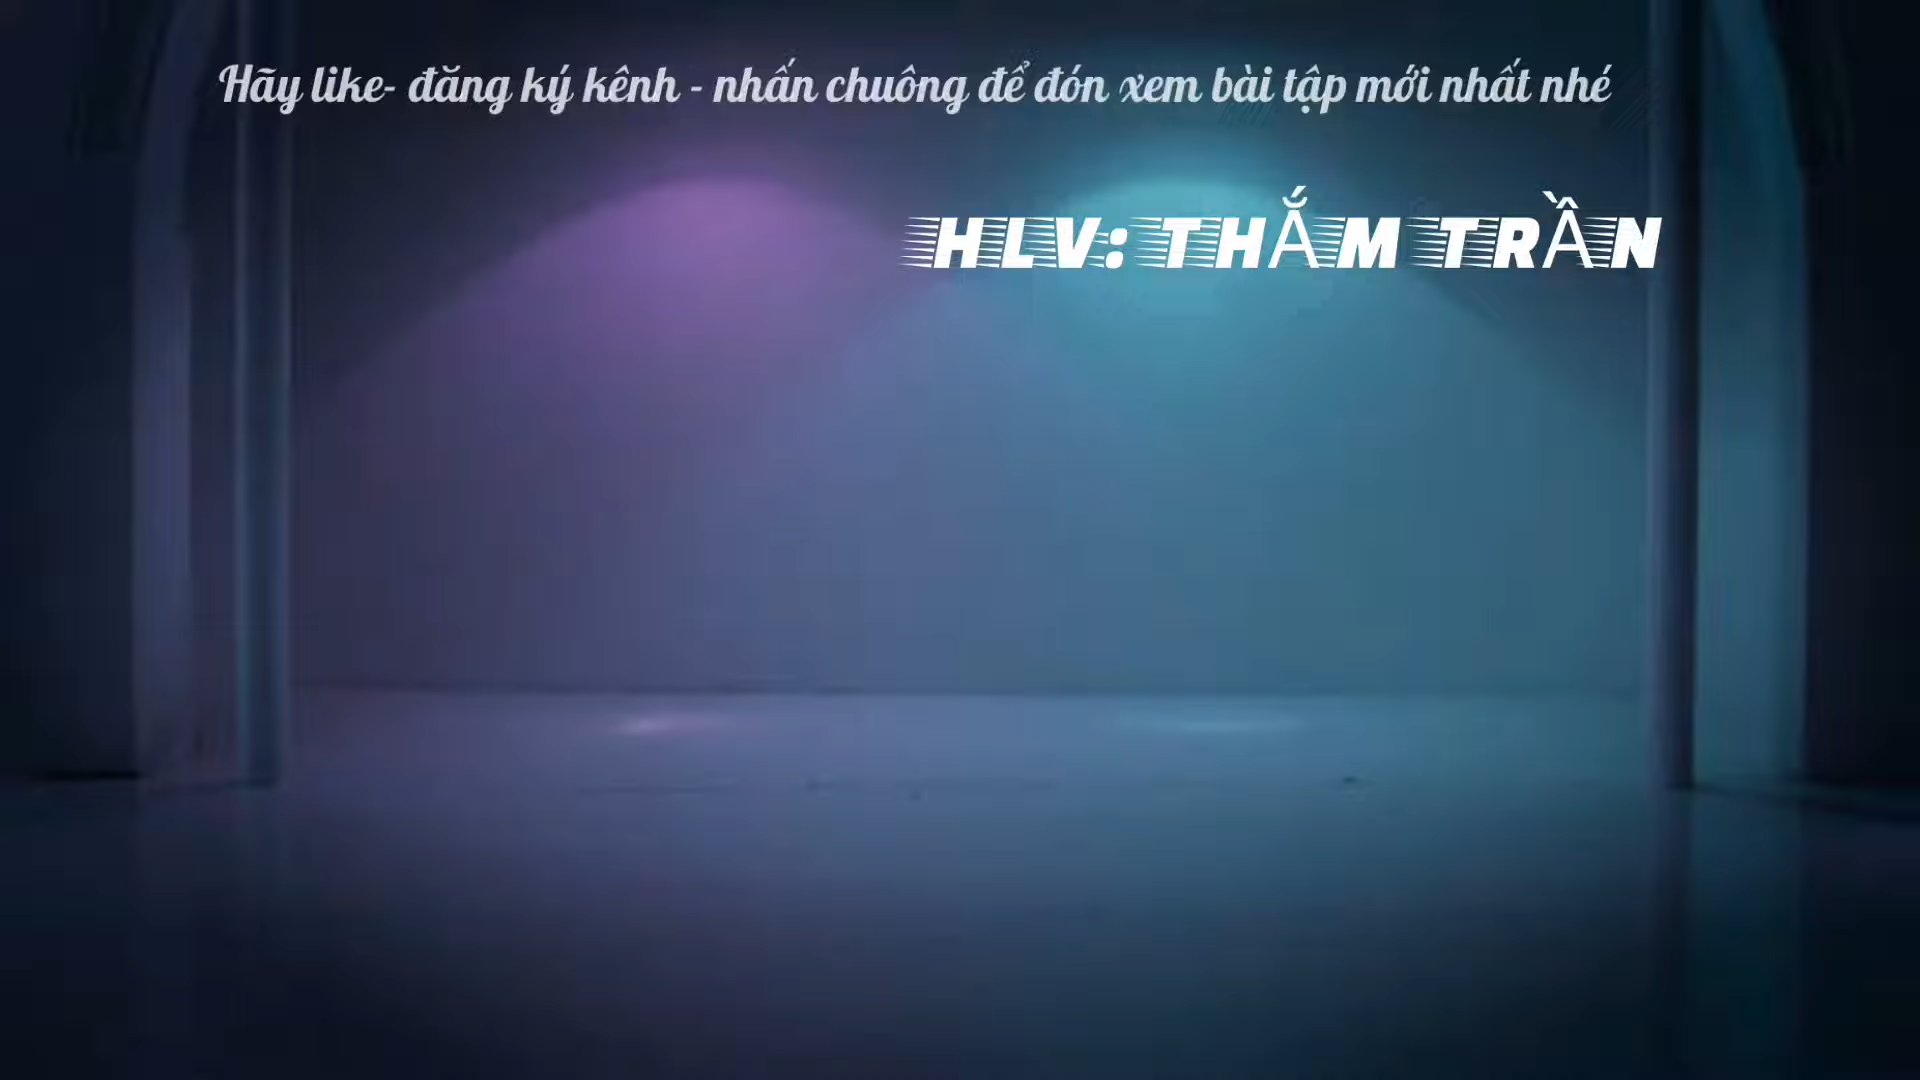 Hãy like- đăng ký kênh - nhấn chuông để đón xem bài tập mới nhất nhé
HLV: THẮM TRẦN